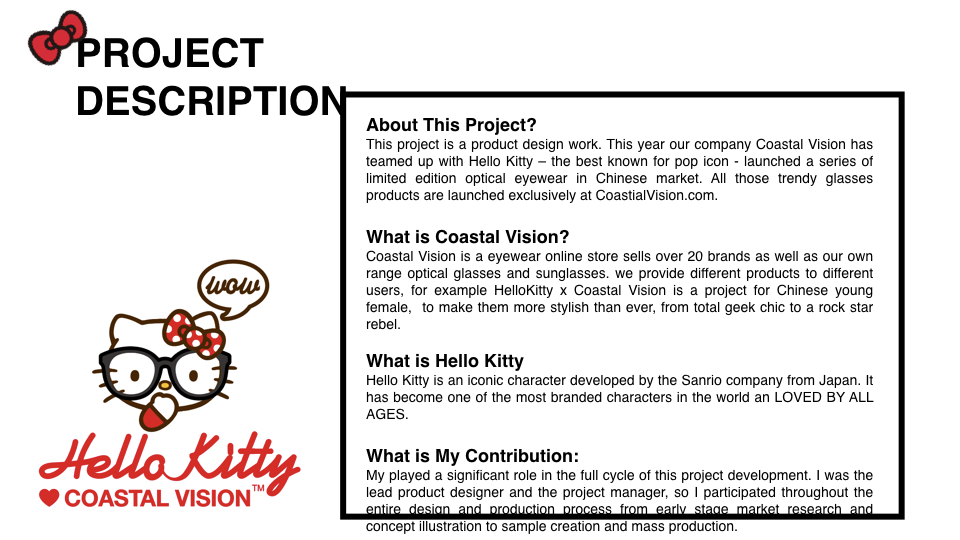 PROJECT
DESCRIPTION
About This Project?
This project is a product design work. This year our company Coastal Vision has
teamed up with Hello Kitty – the best known for pop icon - launched a series of
limited edition optical eyewear in Chinese market. All those trendy glasses
products are launched exclusively at CoastialVision.com.
What is Coastal Vision?
Coastal Vision is a eyewear online store sells over 20 brands as well as our own
range optical glasses and sunglasses. we provide different products to different
users, for example HelloKitty x Coastal Vision is a project for Chinese young
female,  to make them more stylish than ever, from total geek chic to a rock star
rebel.
What is Hello Kitty
Hello Kitty is an iconic character developed by the Sanrio company from Japan. It
has become one of the most branded characters in the world an LOVED BY ALL
AGES.
What is My Contribution:
My played a significant role in the full cycle of this project development. I was the
lead product designer and the project manager, so I participated throughout the
entire design and production process from early stage market research and
concept illustration to sample creation and mass production.
wow
Hello Kitty
COASTAL VISION™